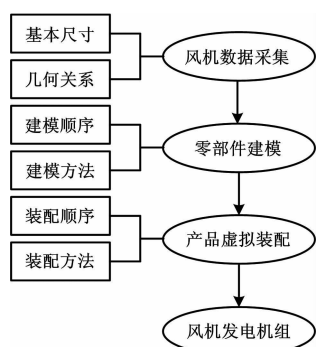 基本尺寸
几何关系
风机数据采集
建模顺序
建模方法
零部件建模
装配顺序
装配方法
产品虚拟装配
风机发电机组